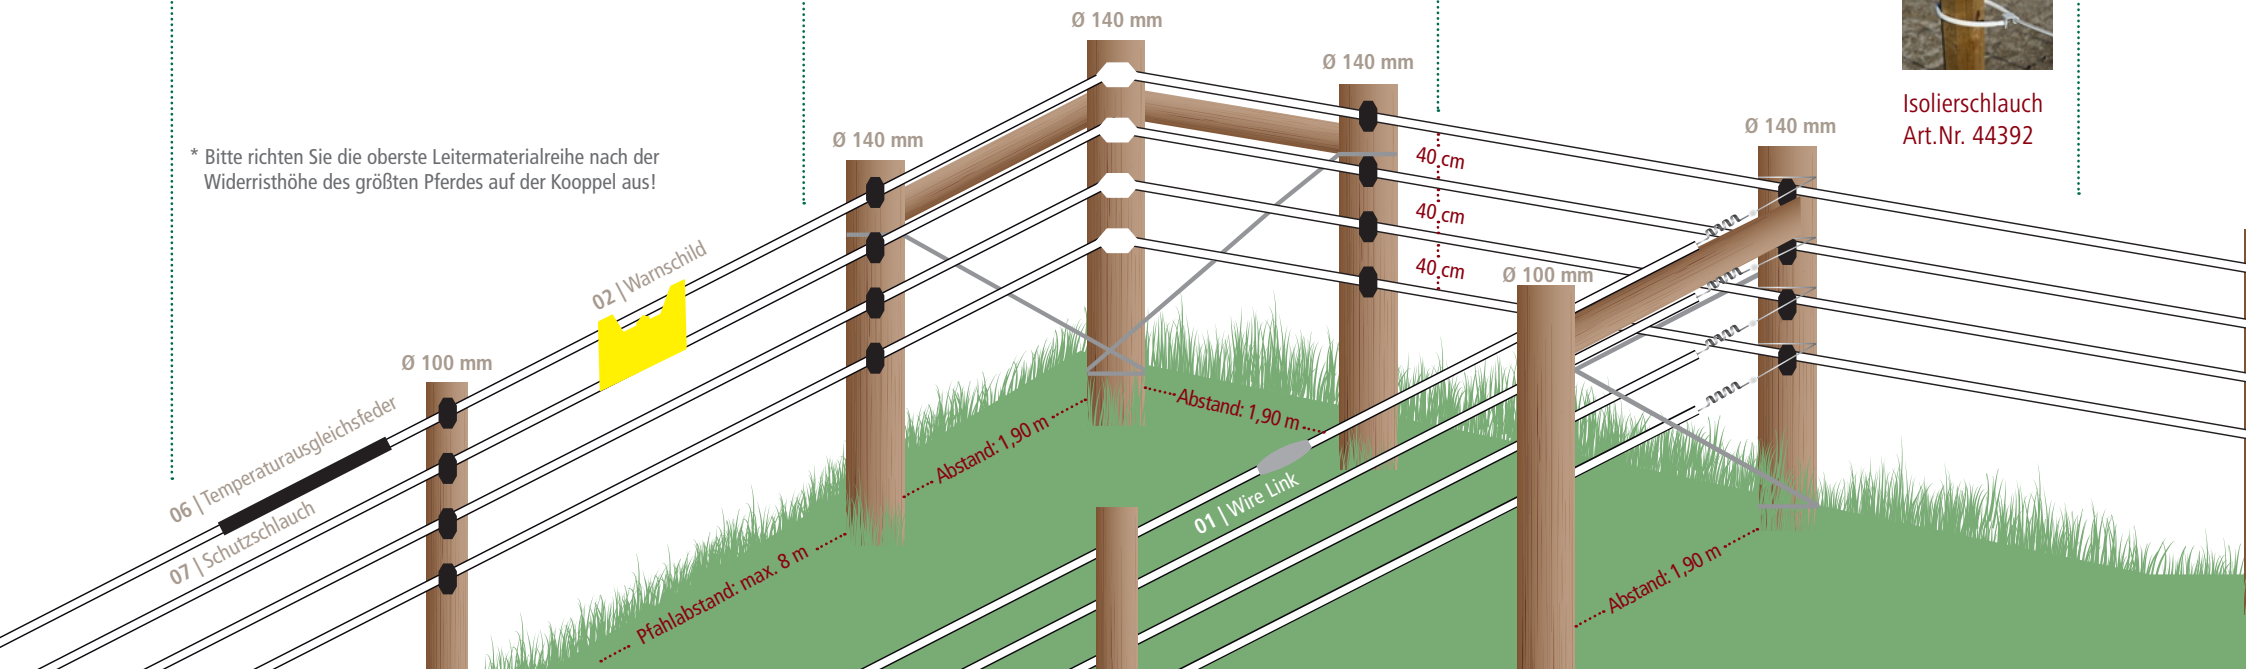 Ø 140 mm
Ø 140 mm
Ø 140 mm
Ø 140 mm
Isolierschlauch
Art.Nr. 44392
* Bitte richten Sie die oberste Leitermaterialreihe nach der
Widerristhöhe des größten Pferdes auf der Kooppel aus!
40 cm
40 cm
40 cm
02 | Warnschild
Ø 100 mm
Ø 100 mm
06 | Temperaturausgleichsfeder
07 | Schutzschlauch
Abstand: 1,90 m
Abstand: 1,90 m
01 | Wire Link
Pfahlabstand: max. 8 m
Abstand: 1,90 m